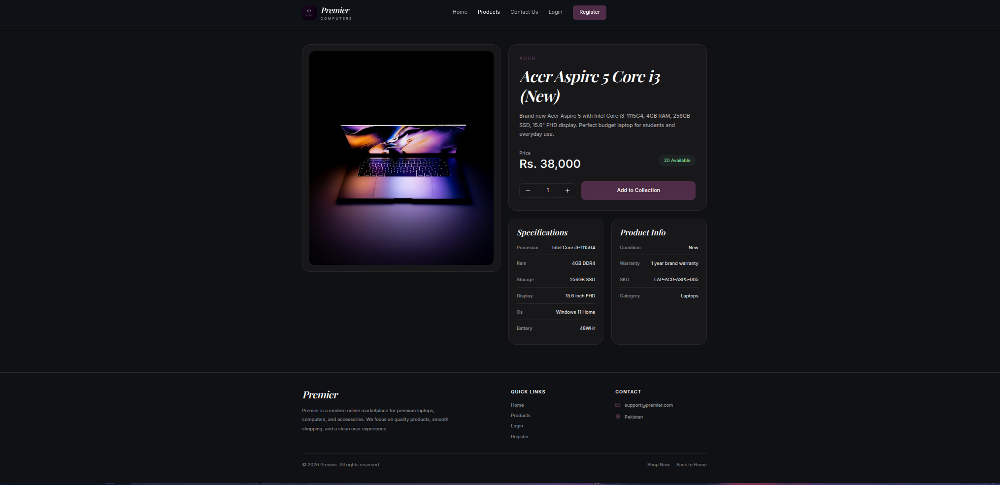 Premier
COMPUTERS
Home
Products
Contact Us
Login
Register
ACER
Acer Aspire 5 Core i3
(New)
Brand new Acer Aspire 5 with Intel Core i3-1115G4, 4GB RAM, 256GB
SSD, 15.6" FHD display. Perfect budget laptop for students and
everyday use.
Price
Rs. 38,000
20 Available
− 1 +
Add to Collection
Specifications
Processor Intel Core i3-1115G4
Ram 4GB DDR4
Storage 256GB SSD
Display 15.6 inch FHD
Os Windows 11 Home
Battery 48WHr
Product Info
Condition New
Warranty 1 year brand warranty
SKU LAP-ACR-ASP5-005
Category Laptops
Premier
Premier is a modern online marketplace for premium laptops,
computers, and accessories. We focus on quality products, smooth
shopping, and a clean user experience.
QUICK LINKS
Home
Products
Login
Register
CONTACT
support@premier.com
Pakistan
© 2026 Premier. All rights reserved.
Shop Now
Back to Home